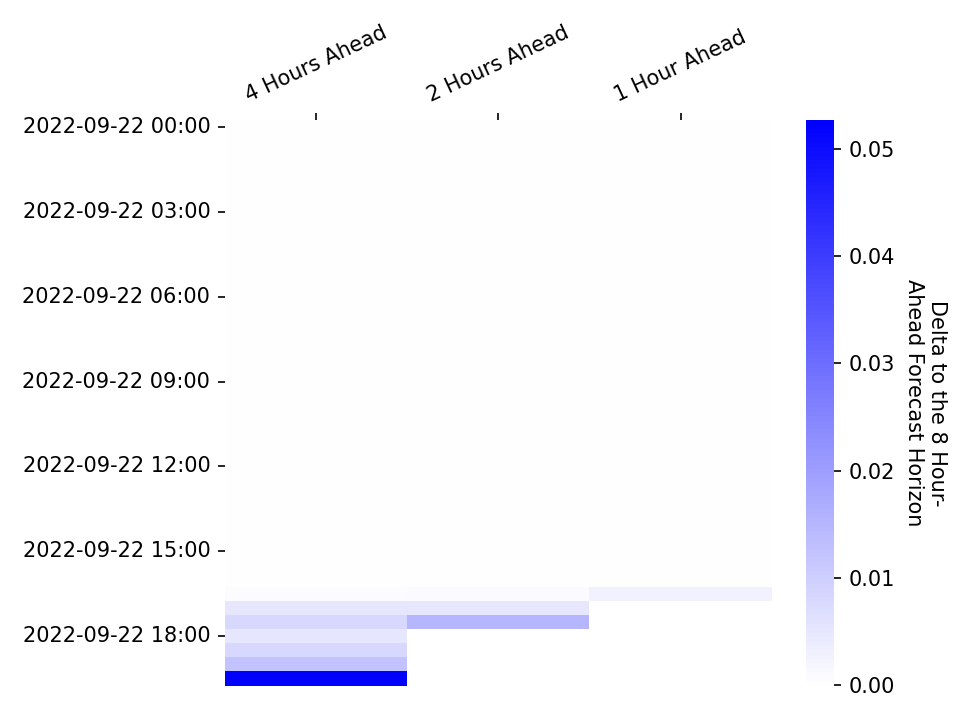 4 Hours Ahead
2 Hours Ahead
1 Hour Ahead
2022-09-22 00:00
2022-09-22 03:00
2022-09-22 06:00
2022-09-22 09:00
2022-09-22 12:00
2022-09-22 15:00
2022-09-22 18:00
0.05
0.04
0.03
0.02
0.01
0.00
Delta to the 8 Hour-
Ahead Forecast Horizon